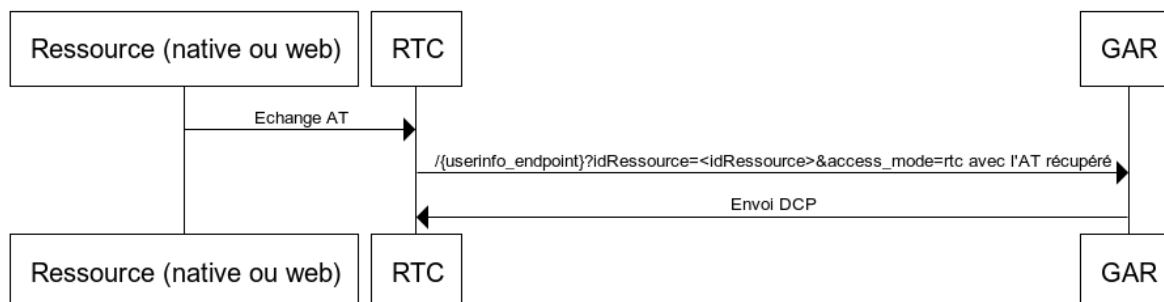 Ressource (native ou web) RTC GAR
Echange AT
/{userinfo_endpoint}?idRessource=<idRessource>&access_mode=rtc avec l'AT récupéré
Envoi DCP
Ressource (native ou web) RTC GAR